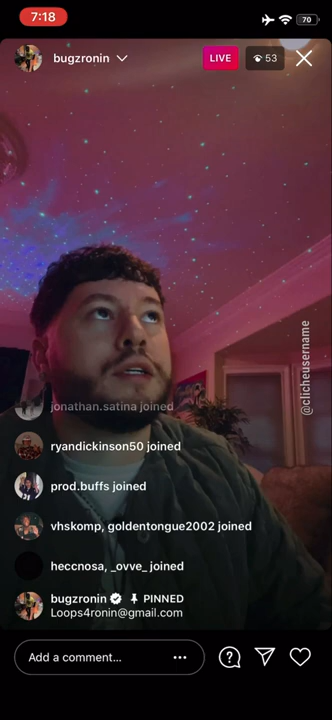 7:18
70
bugzronin
LIVE
53
@clicheusername
jonathan.satina joined
ryandickinson50 joined
prod.buffs joined
vhskomp, goldentongue2002 joined
heccnosa, _ovve_ joined
bugzronin PINNED
Loops4ronin@gmail.com
Add a comment...